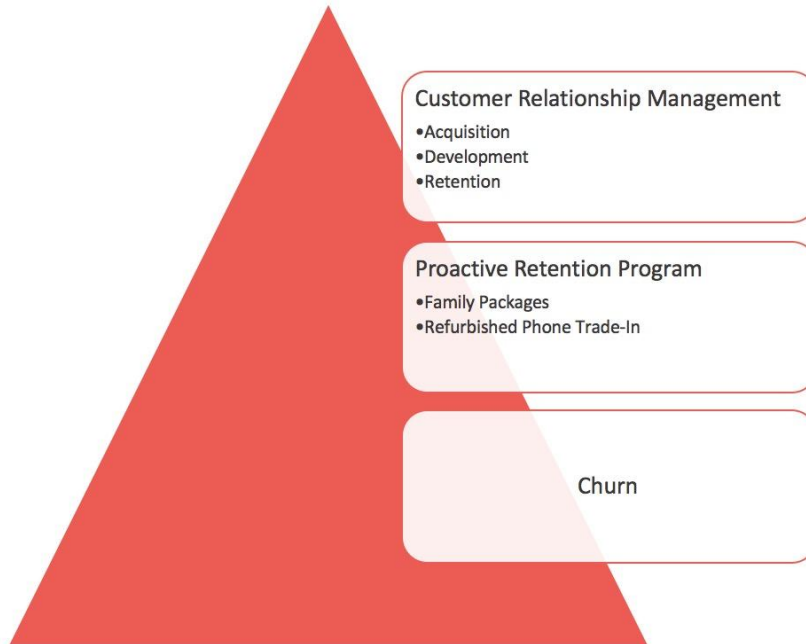 Customer Relationship Management
•Acquisition
•Development
•Retention
Proactive Retention Program
•Family Packages
•Refurbished Phone Trade-In
Churn